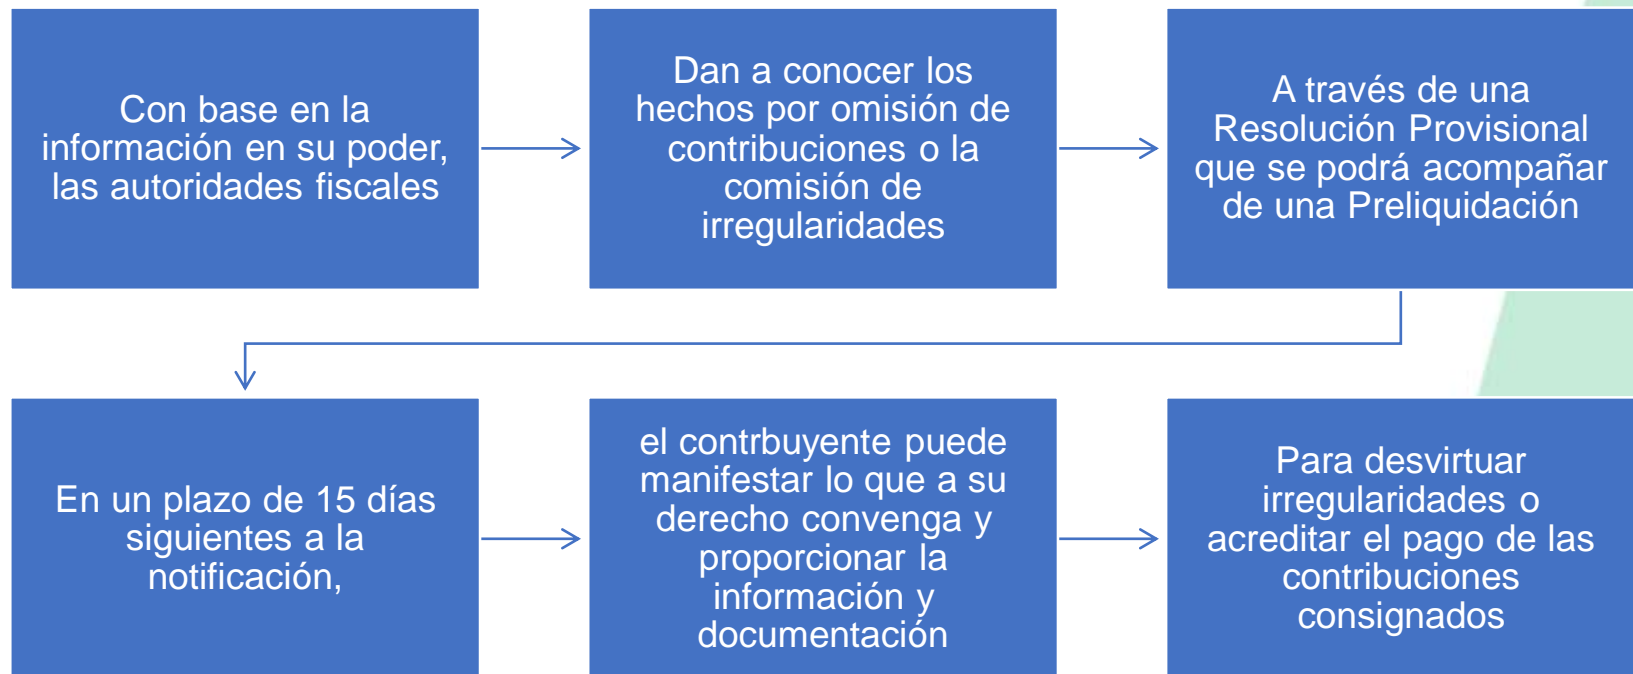 Con base en la
información en su poder,
las autoridades fiscales
Dan a conocer los
hechos por omisión de
contribuciones o la
comisión de
irregularidades
A través de una
Resolución Provisional
que se podrá acompañar
de una Preliquidación
En un plazo de 15 días
siguientes a la
notificación,
el contrbuyente puede
manifestar lo que a su
derecho convenga y
proporcionar la
información y
documentación
Para desvirtuar
irregularidades o
acreditar el pago de las
contribuciones
consignados